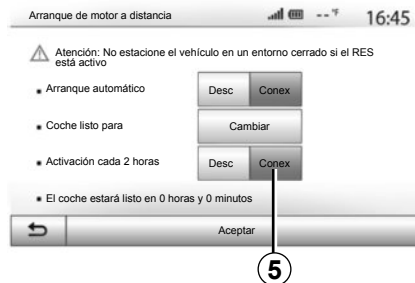 Arranque de motor a distancia -- °F 16:45
Atención: No estacione el vehículo en un entorno cerrado si el RES
está activo
Arranque automático Desc Conex
Coche listo para Cambiar
Activación cada 2 horas Desc Conex
El coche estará listo en 0 horas y 0 minutos
Aceptar
5